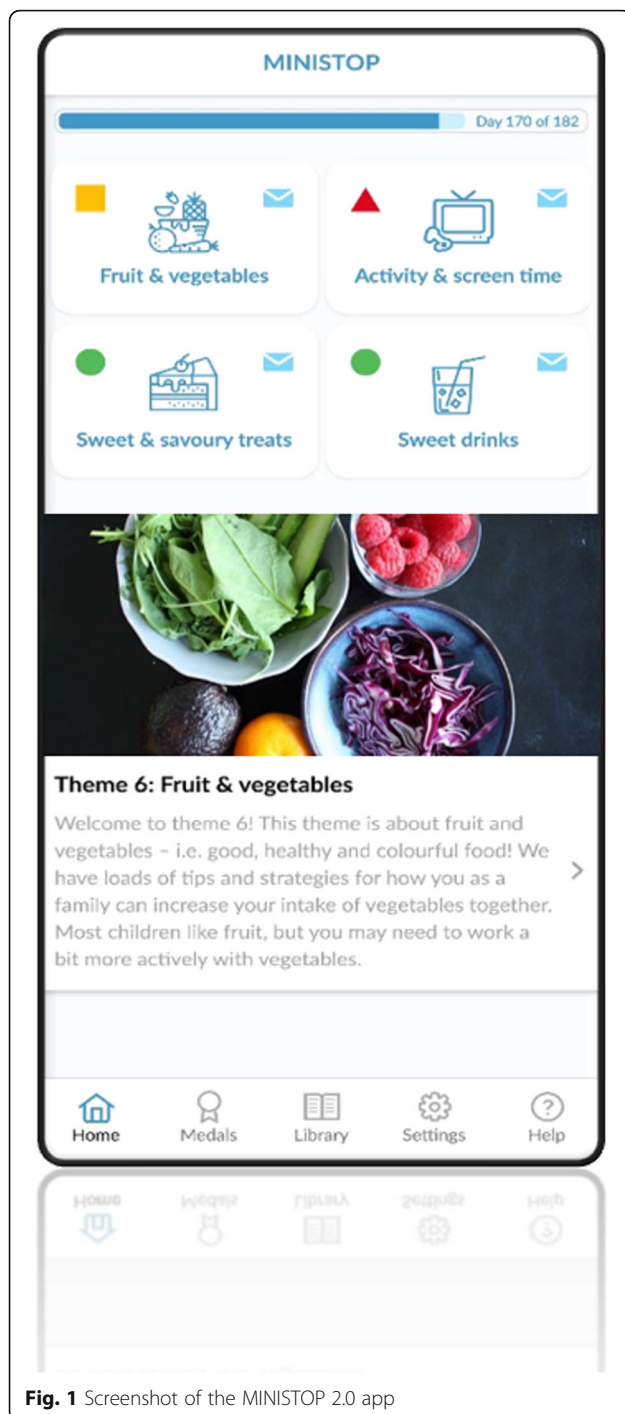 MINISTOP
Day 170 of 182
Fruit & vegetables
Activity & screen time
Sweet & savoury treats
Sweet drinks
Theme 6: Fruit & vegetables
Welcome to theme 6! This theme is about fruit and
vegetables – i.e. good, healthy and colourful food! We
have loads of tips and strategies for how you as a
family can increase your intake of vegetables together.
Most children like fruit, but you may need to work a
bit more actively with vegetables.
Home
Medals
Library
Settings
Help
Fig. 1 Screenshot of the MINISTOP 2.0 app